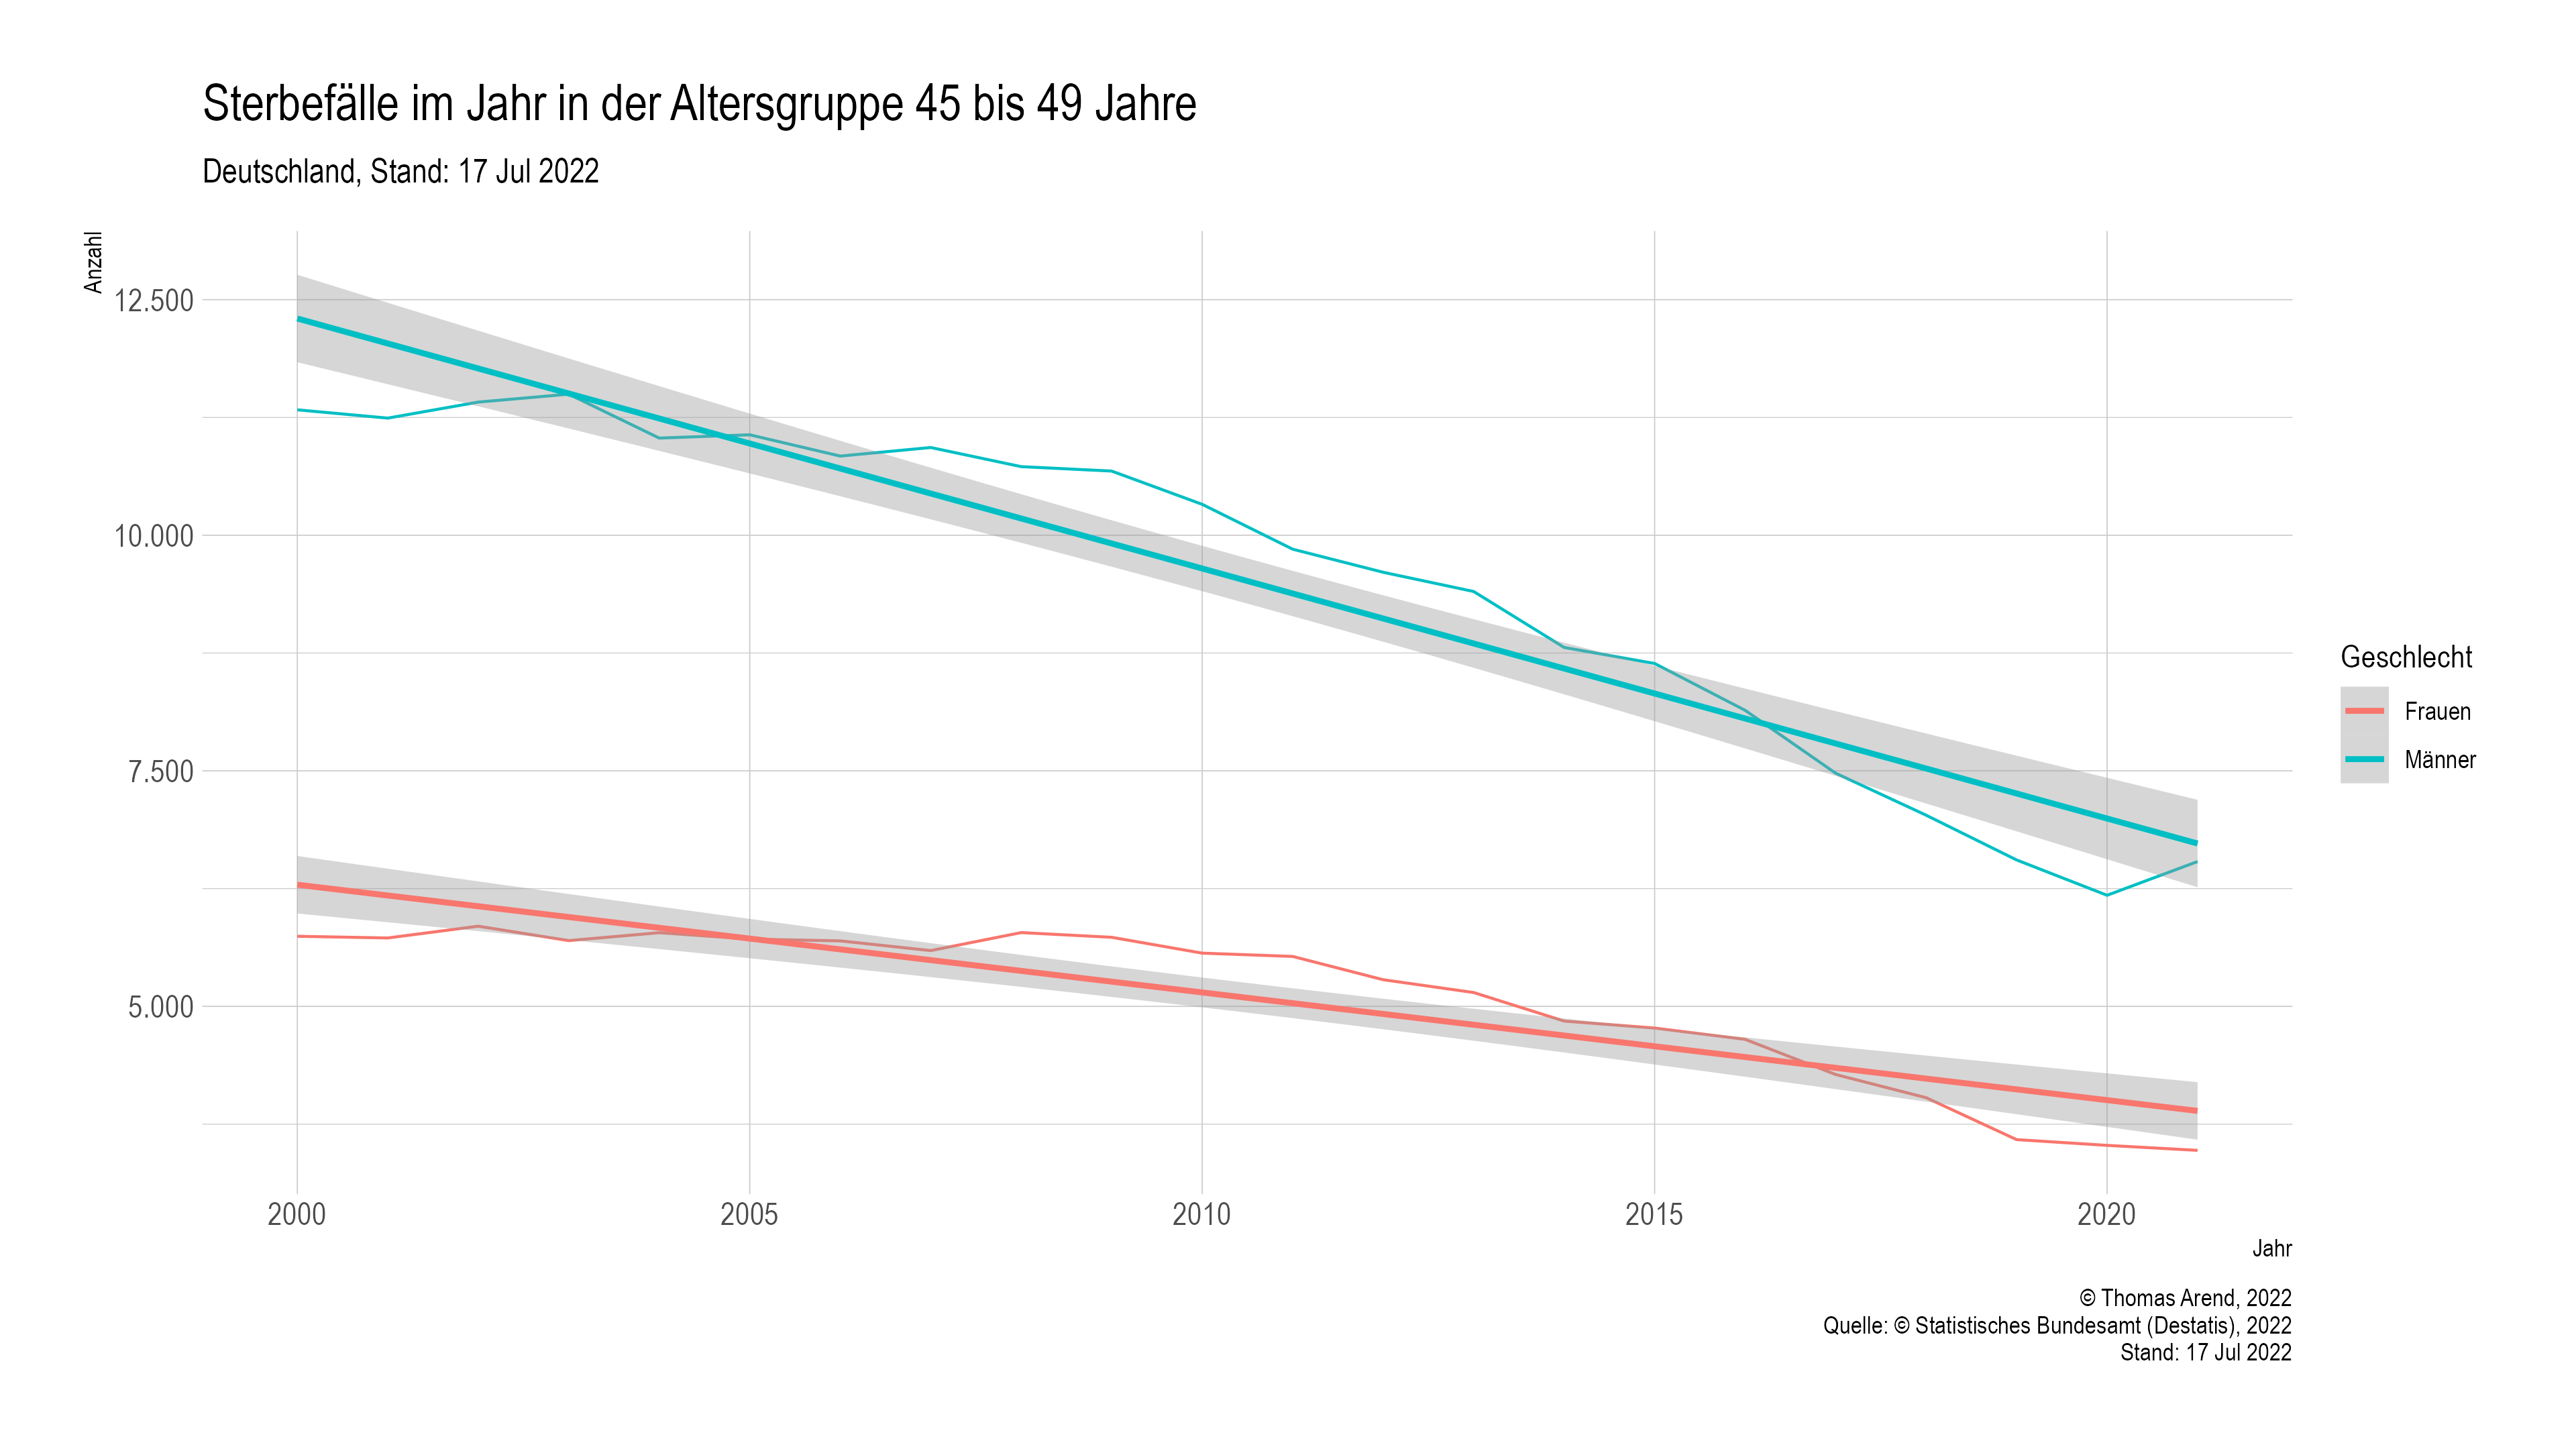 Sterbefälle im Jahr in der Altersgruppe 45 bis 49 Jahre
Deutschland, Stand: 17 Jul 2022
Anzahl
12.500
10.000
7.500
5.000
2000
2005
2010
2015
2020
Jahr
Geschlecht
Frauen
Männer
© Thomas Arend, 2022
Quelle: © Statistisches Bundesamt (Destatis), 2022
Stand: 17 Jul 2022